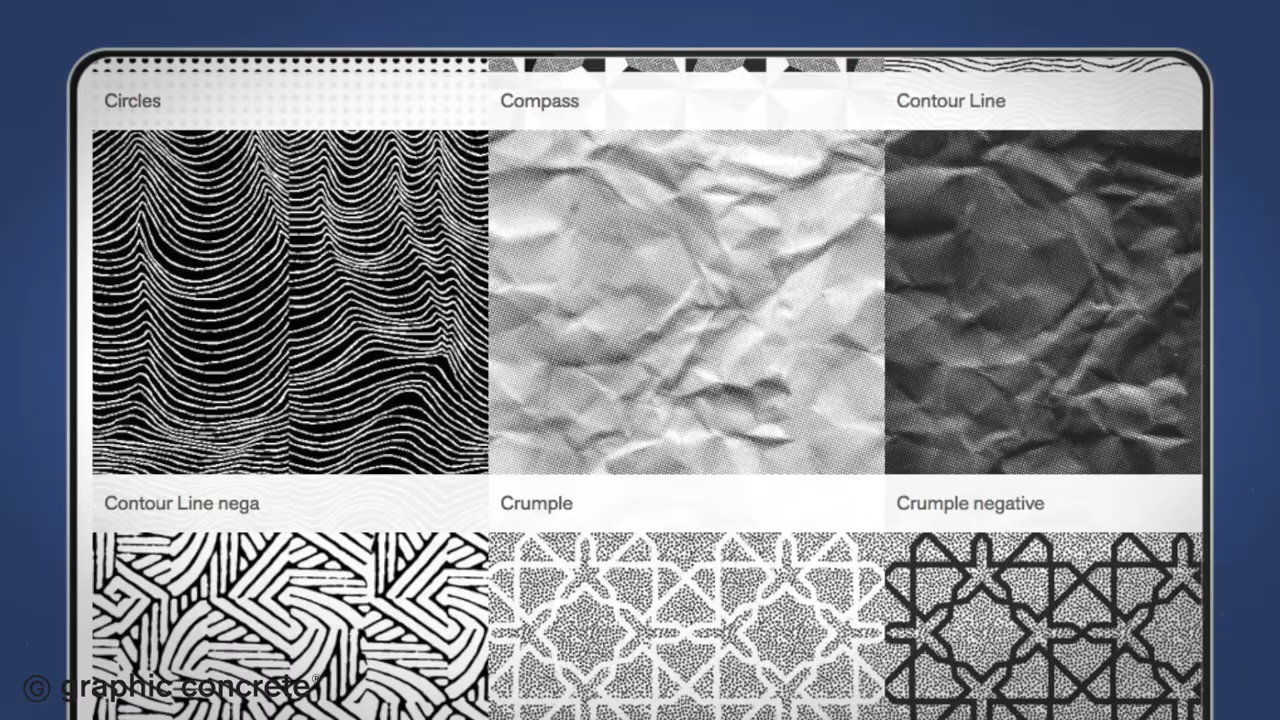 Circles
Compass
Contour Line
Contour Line nega
Crumple
Crumple negative
graphic concrete®